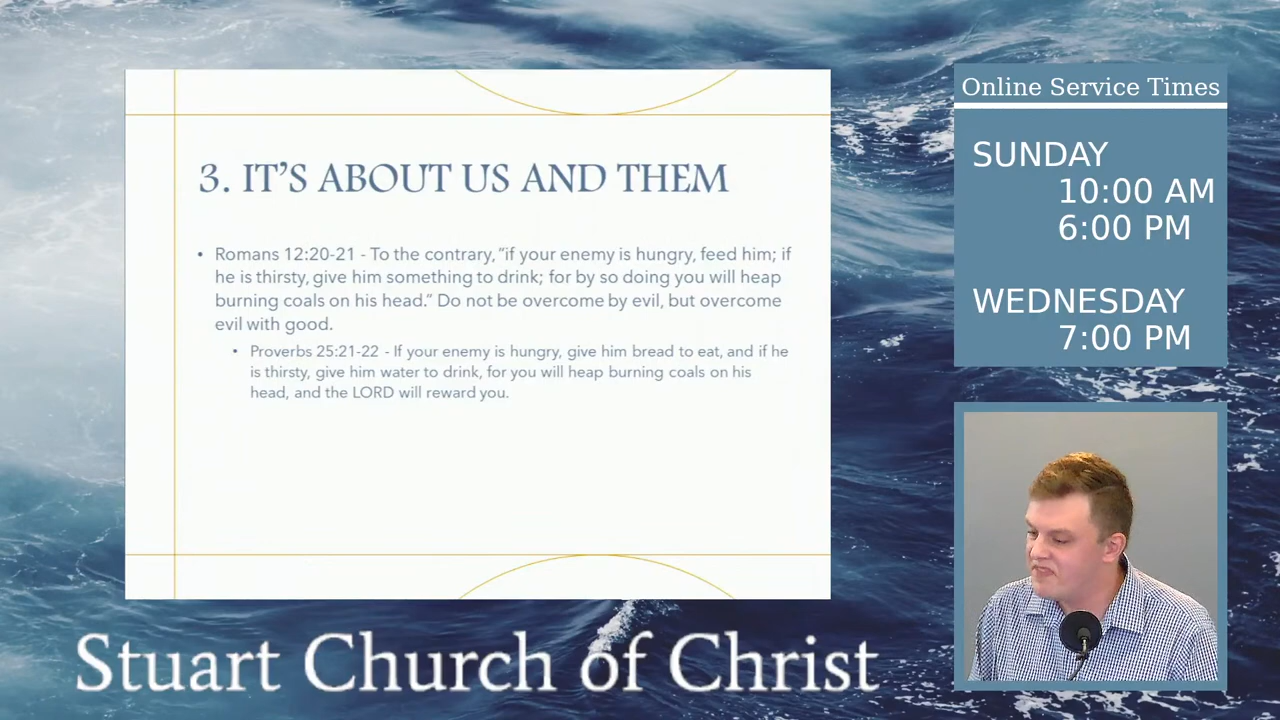 3. IT'S ABOUT US AND THEM
• Romans 12:20-21 - To the contrary, "if your enemy is hungry, feed him; if
he is thirsty, give him something to drink; for by so doing you will heap
burning coals on his head." Do not be overcome by evil, but overcome
evil with good.
• Proverbs 25:21-22 - If your enemy is hungry, give him bread to eat, and if he
is thirsty, give him water to drink, for you will heap burning coals on his
head, and the LORD will reward you.
Stuart Church of Christ
Online Service Times
SUNDAY
10:00 AM
6:00 PM
WEDNESDAY
7:00 PM